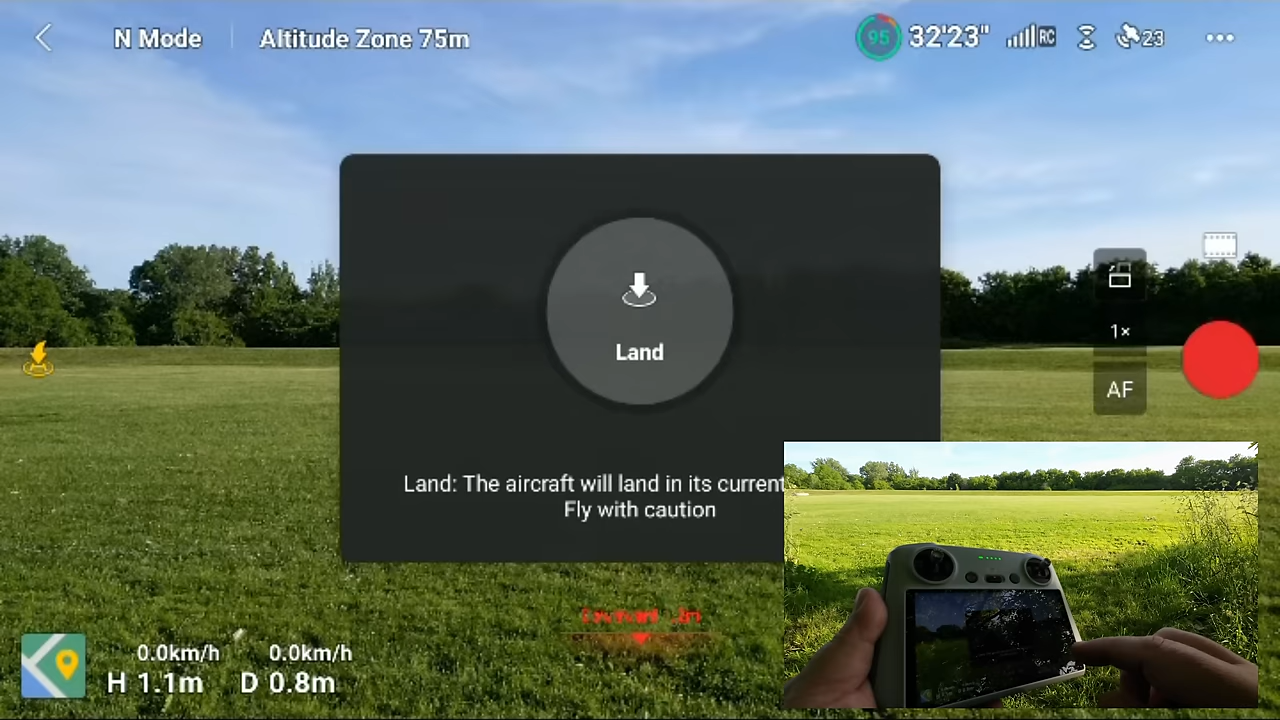 N Mode
Altitude Zone 75m
95
32'23"
RC
23
Land
1×
AF
Land: The aircraft will land in its current
Fly with caution
0.0km/h
0.0km/h
H 1.1m
D 0.8m